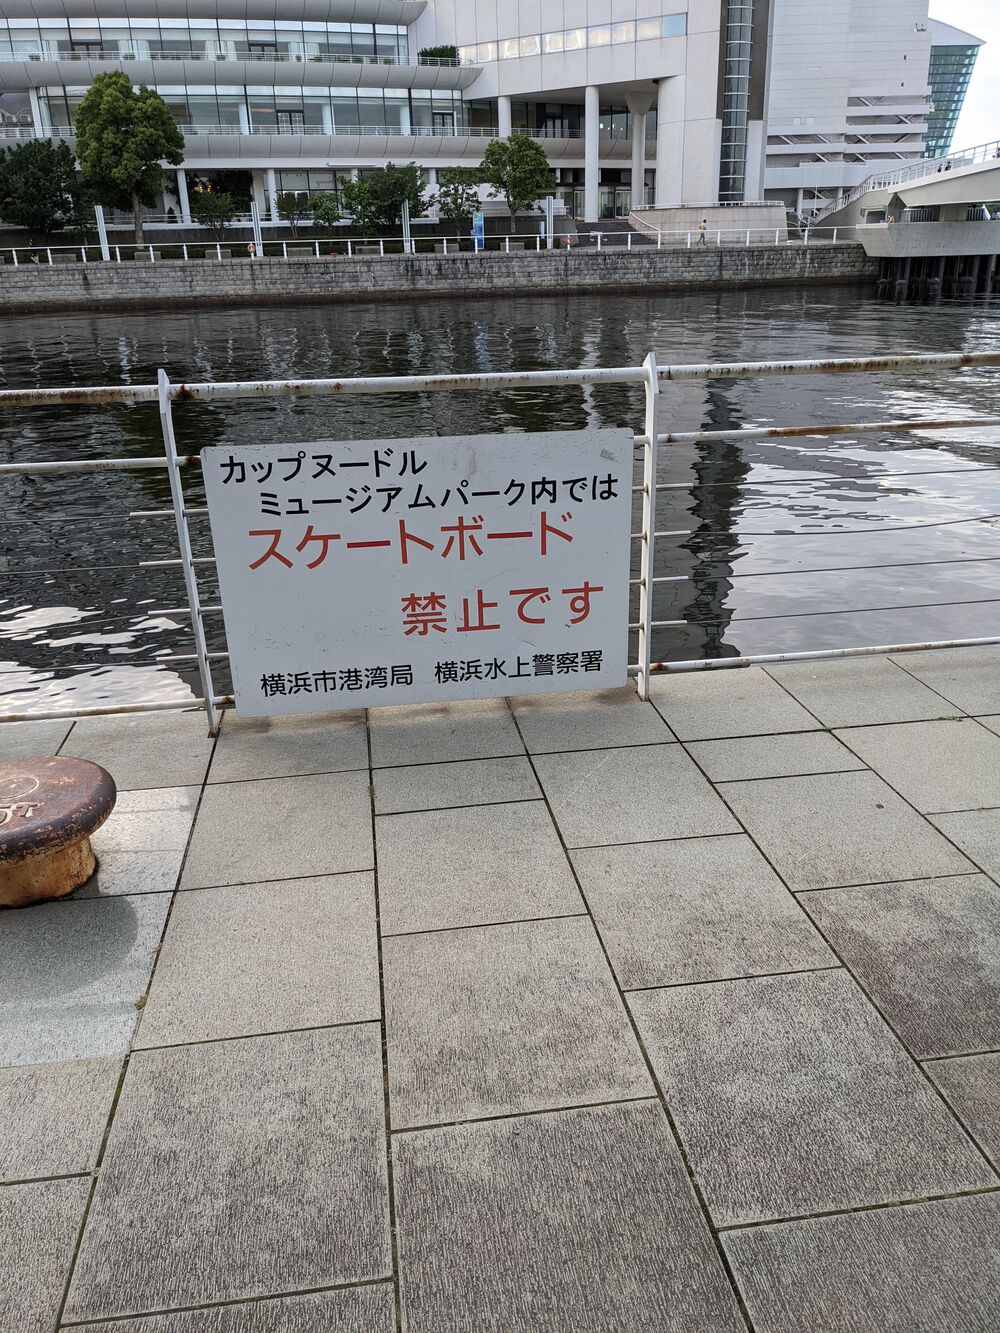 カップヌードル
ミュージアムパーク内では
スケートボード
禁止です
横浜市港湾局 横浜水上警察署